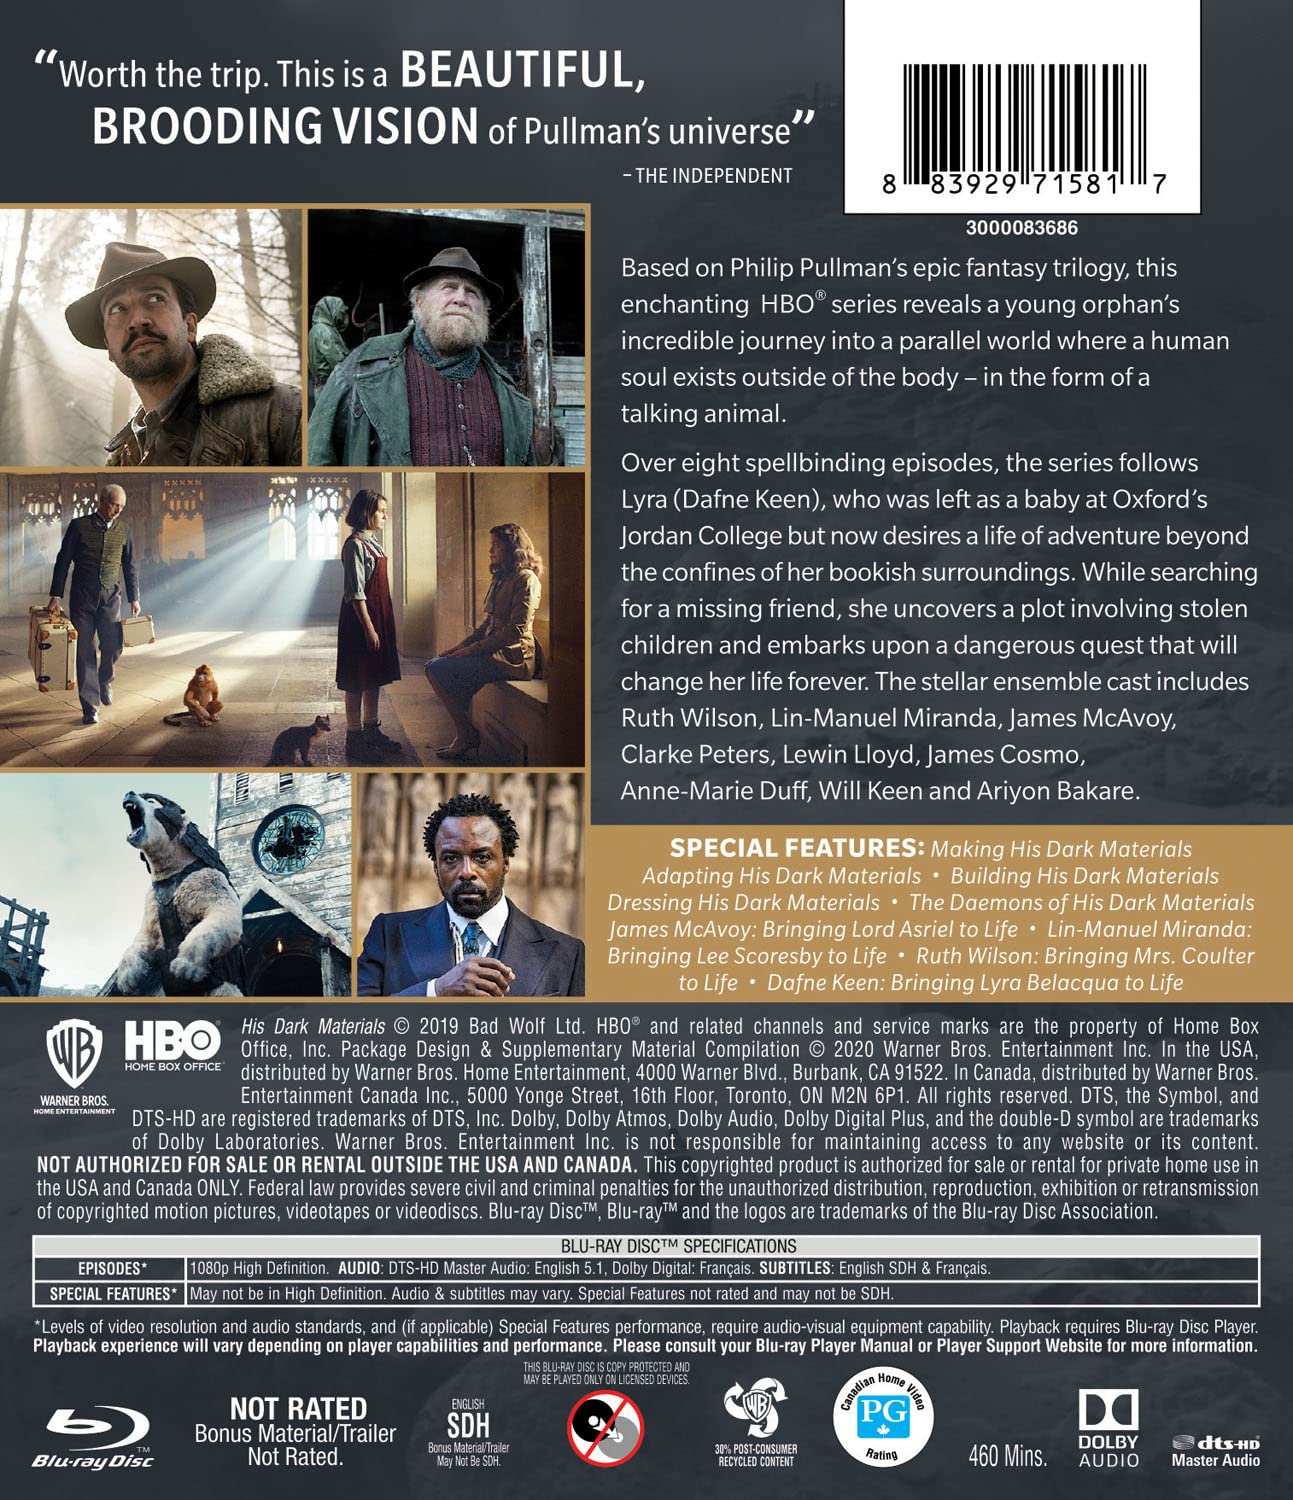 “Worth the trip. This is a BEAUTIFUL,
BROODING VISION of Pullman’s universe”
– THE INDEPENDENT
8 83929 71581 7
3000083686
Based on Philip Pullman’s epic fantasy trilogy, this
enchanting HBO® series reveals a young orphan’s
incredible journey into a parallel world where a human
soul exists outside of the body – in the form of a
talking animal.
Over eight spellbinding episodes, the series follows
Lyra (Dafne Keen), who was left as a baby at Oxford’s
Jordan College but now desires a life of adventure beyond
the confines of her bookish surroundings. While searching
for a missing friend, she uncovers a plot involving stolen
children and embarks upon a dangerous quest that will
change her life forever. The stellar ensemble cast includes
Ruth Wilson, Lin-Manuel Miranda, James McAvoy,
Clarke Peters, Lewin Lloyd, James Cosmo,
Anne-Marie Duff, Will Keen and Ariyon Bakare.
SPECIAL FEATURES: Making His Dark Materials
Adapting His Dark Materials • Building His Dark Materials
Dressing His Dark Materials • The Daemons of His Dark Materials
James McAvoy: Bringing Lord Asriel to Life • Lin-Manuel Miranda:
Bringing Lee Scoresby to Life • Ruth Wilson: Bringing Mrs. Coulter
to Life • Dafne Keen: Bringing Lyra Belacqua to Life
WB
WARNER BROS.
HOME ENTERTAINMENT
HBO®
HOME BOX OFFICE®
His Dark Materials © 2019 Bad Wolf Ltd. HBO® and related channels and service marks are the property of Home Box
Office, Inc. Package Design & Supplementary Material Compilation © 2020 Warner Bros. Entertainment Inc. In the USA,
distributed by Warner Bros. Home Entertainment, 4000 Warner Blvd., Burbank, CA 91522. In Canada, distributed by Warner Bros.
Entertainment Canada Inc., 5000 Yonge Street, 16th Floor, Toronto, ON M2N 6P1. All rights reserved. DTS, the Symbol, and
DTS-HD are registered trademarks of DTS, Inc. Dolby, Dolby Atmos, Dolby Audio, Dolby Digital Plus, and the double-D symbol are trademarks
of Dolby Laboratories. Warner Bros. Entertainment Inc. is not responsible for maintaining access to any website or its content.
NOT AUTHORIZED FOR SALE OR RENTAL OUTSIDE THE USA AND CANADA. This copyrighted product is authorized for sale or rental for private home use in
the USA and Canada ONLY. Federal law provides severe civil and criminal penalties for the unauthorized distribution, reproduction, exhibition or retransmission
of copyrighted motion pictures, videotapes or videodiscs. Blu-ray Disc™, Blu-ray™ and the logos are trademarks of the Blu-ray Disc Association.
BLU-RAY DISC™ SPECIFICATIONS
EPISODES* 1080p High Definition. AUDIO: DTS-HD Master Audio: English 5.1, Dolby Digital: Français. SUBTITLES: English SDH & Français.
SPECIAL FEATURES* May not be in High Definition. Audio & subtitles may vary. Special Features not rated and may not be SDH.
*Levels of video resolution and audio standards, and (if applicable) Special Features performance, require audio-visual equipment capability. Playback requires Blu-ray Disc Player.
Playback experience will vary depending on player capabilities and performance. Please consult your Blu-ray Player Manual or Player Support Website for more information.
Blu-ray Disc™
NOT RATED
Bonus Material/Trailer
Not Rated.
ENGLISH
SDH
Bonus Material/Trailer
May Not Be SDH.
THIS BLU-RAY DISC IS COPY PROTECTED AND
MAY BE PLAYED ONLY ON LICENSED DEVICES.
WB
30% POST-CONSUMER
RECYCLED CONTENT
Canadian Home Video
PG
Rating
460 Mins.
DOLBY
AUDIO
dts-HD
Master Audio